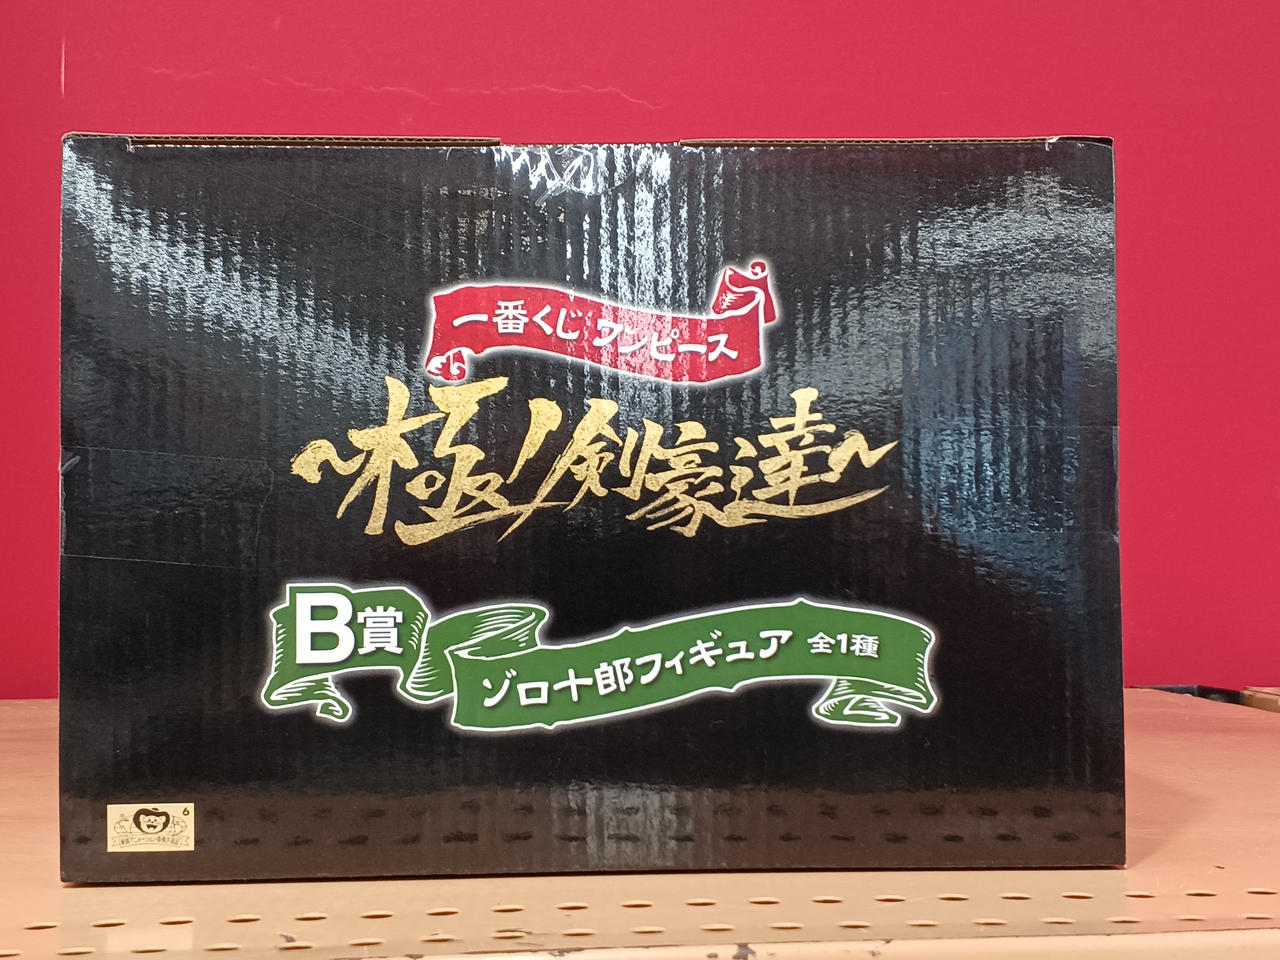 一番くじ ワンピース
～極ノ剣豪達～
B賞
ゾロ十郎フィギュア 全1種
6